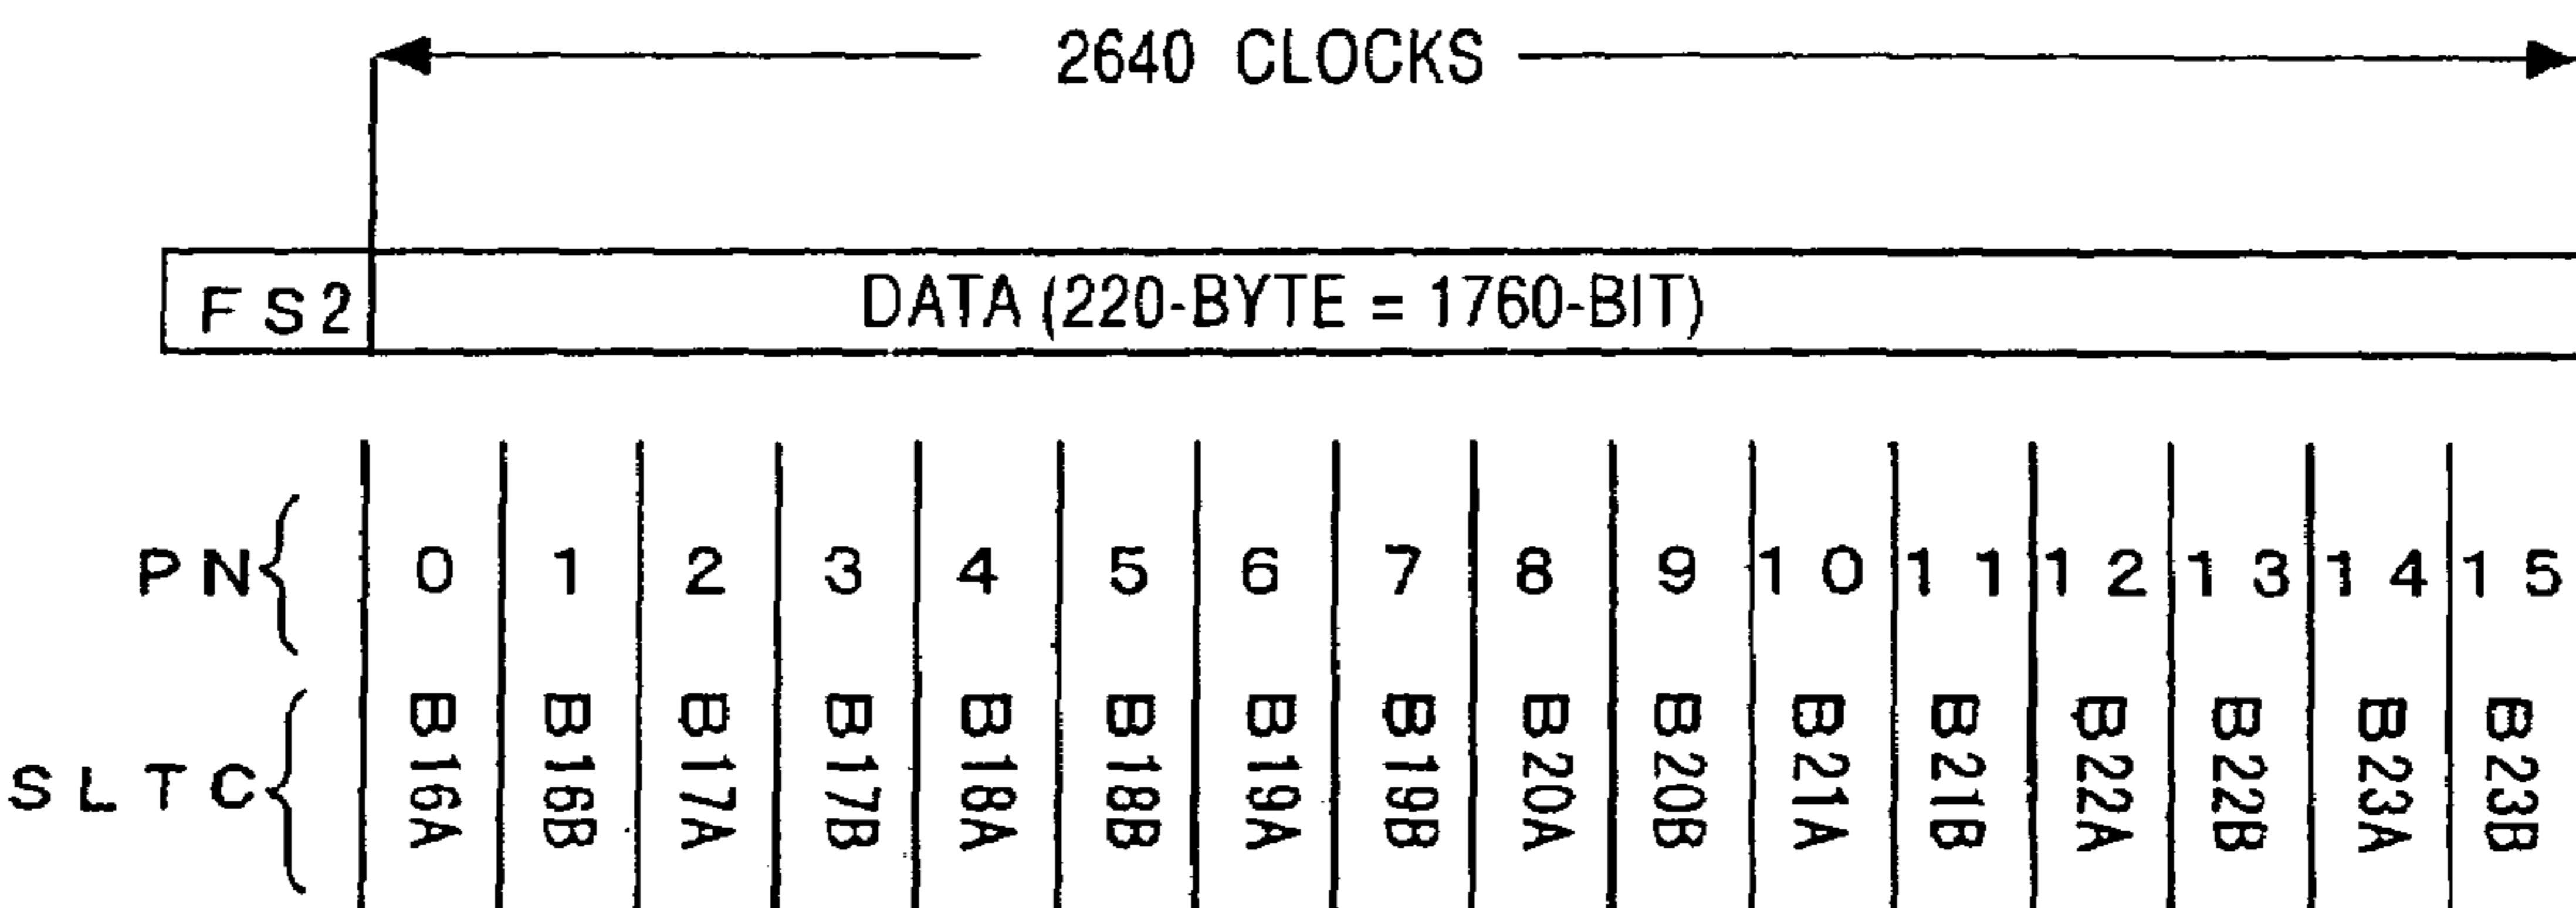 2640 CLOCKS
FS2 DATA (220-BYTE = 1760-BIT)
PN{ 0 1 2 3 4 5 6 7 8 9 10 11 12 13 14 15
SLTC{ B16A B16B B17A B17B B18A B18B B19A B19B B20A B20B B21A B21B B22A B22B B23A B23B